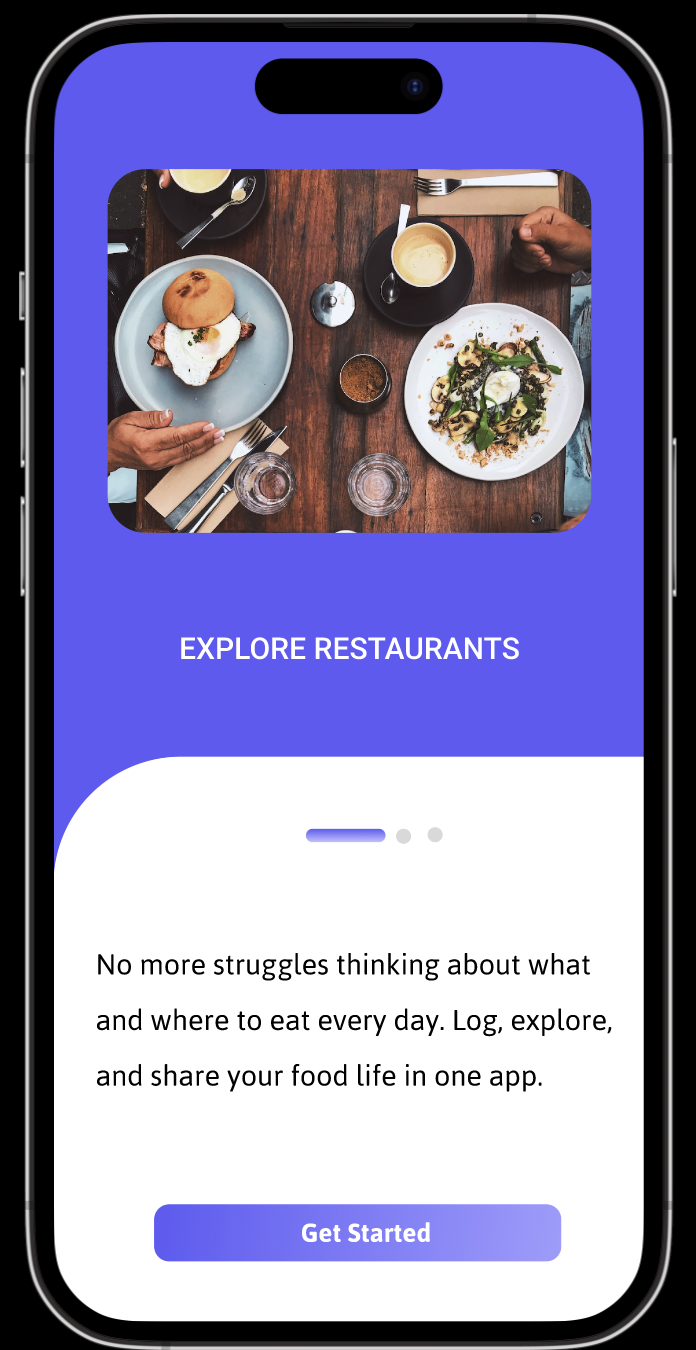 EXPLORE RESTAURANTS
No more struggles thinking about what
and where to eat every day. Log, explore,
and share your food life in one app.
Get Started